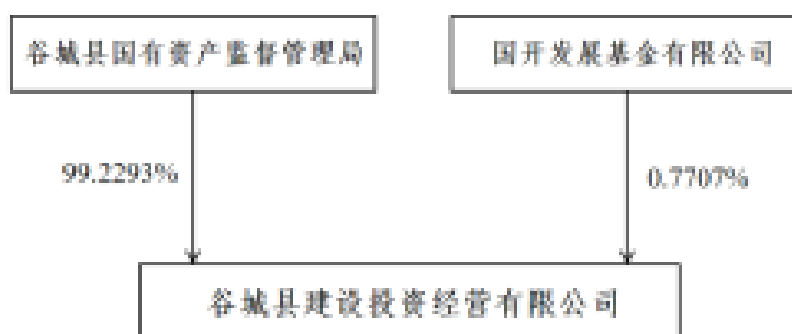 谷城县国有资产监督管理局
国开发展基金有限公司
99.2293%
0.7707%
谷城县建设投资经营有限公司